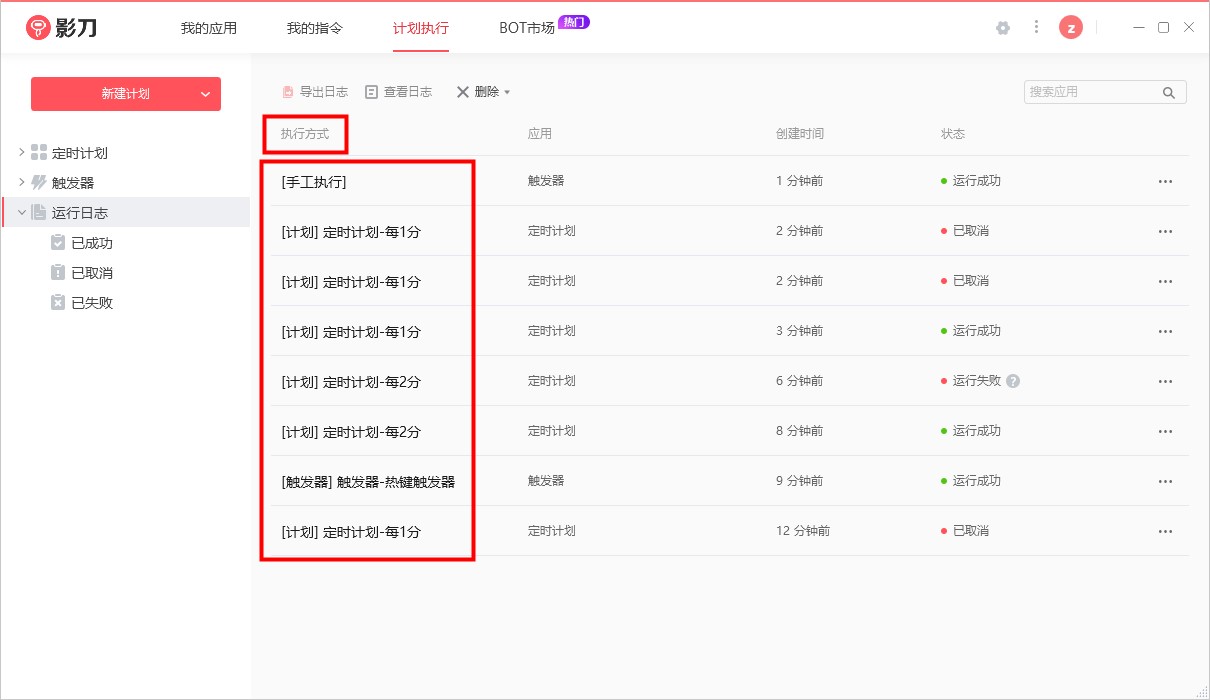 影刀 我的应用 我的指令 计划执行 BOT市场 热门 z
新建计划
导出日志 查看日志 删除 搜索应用
执行方式 应用 创建时间 状态
定时计划
触发器
运行日志
已成功
已取消
已失败
[手工执行] 触发器 1 分钟前 运行成功
[计划] 定时计划-每1分 定时计划 2 分钟前 已取消
[计划] 定时计划-每1分 定时计划 2 分钟前 已取消
[计划] 定时计划-每1分 定时计划 3 分钟前 运行成功
[计划] 定时计划-每2分 定时计划 6 分钟前 运行失败 ?
[计划] 定时计划-每2分 定时计划 8 分钟前 运行成功
[触发器] 触发器-热键触发器 触发器 9 分钟前 运行成功
[计划] 定时计划-每1分 定时计划 12 分钟前 已取消